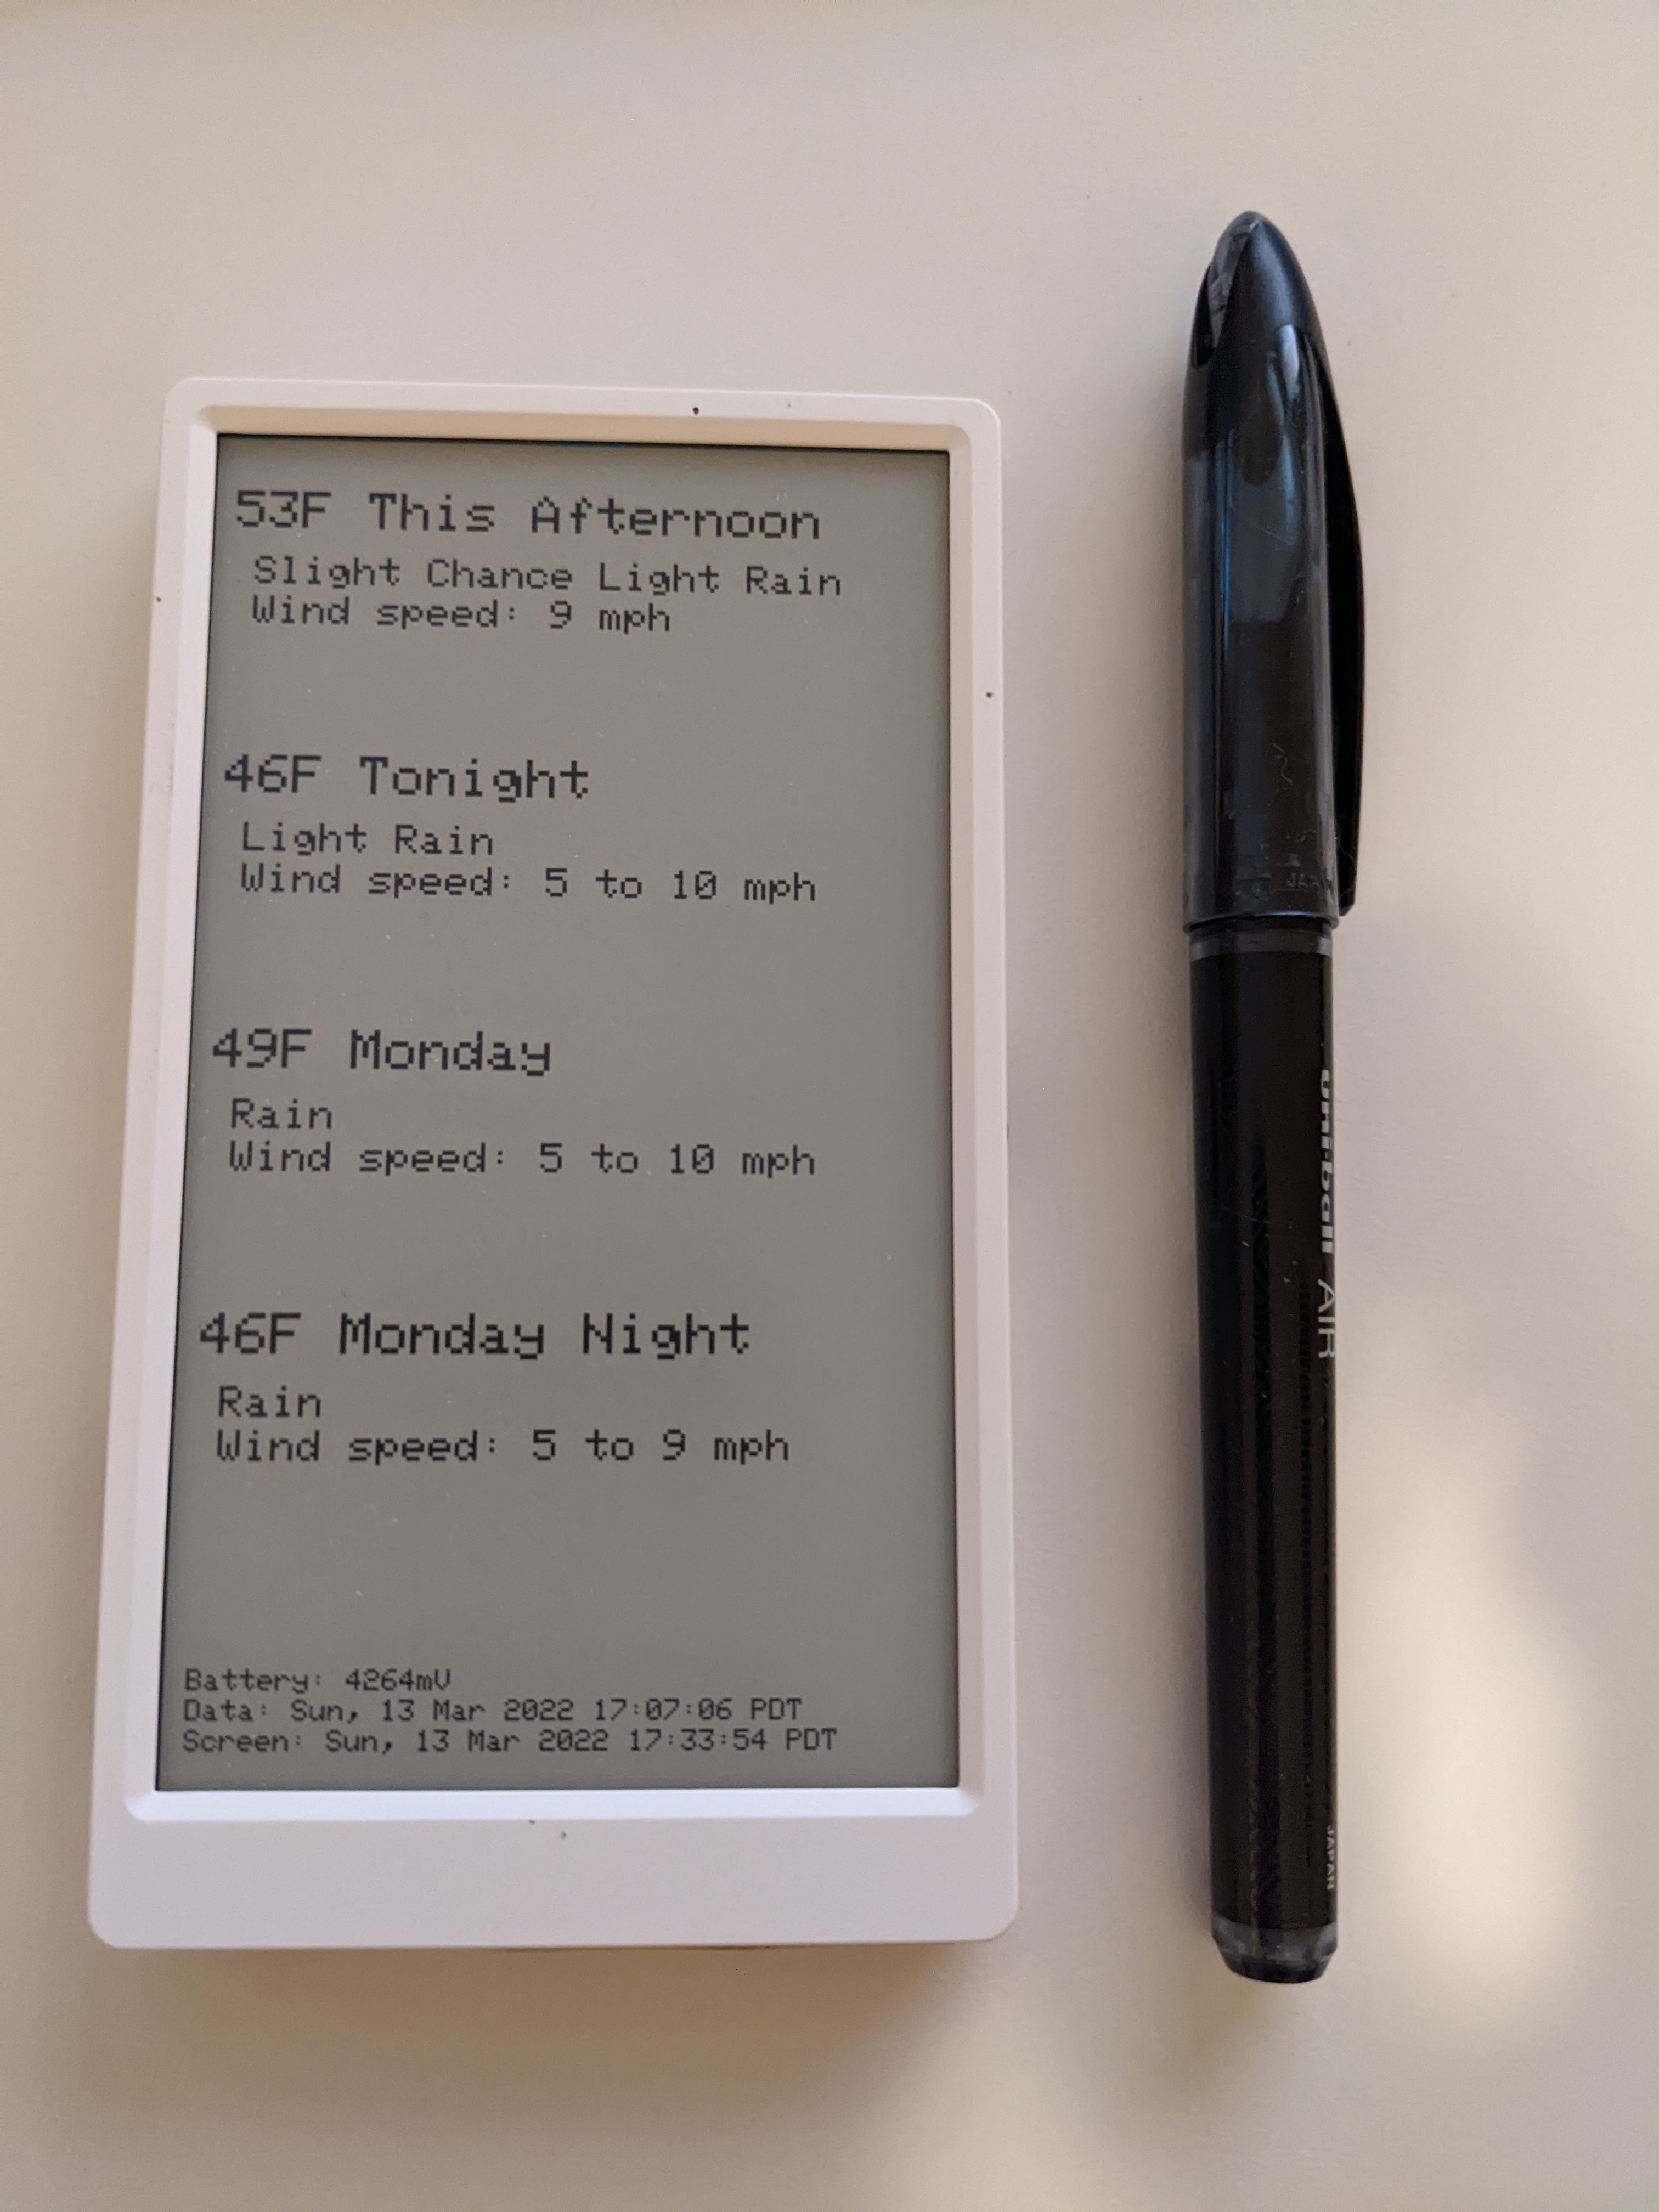 53F This Afternoon
Slight Chance Light Rain
Wind speed: 9 mph
46F Tonight
Light Rain
Wind speed: 5 to 10 mph
49F Monday
Rain
Wind speed: 5 to 10 mph
46F Monday Night
Rain
Wind speed: 5 to 9 mph
Battery: 4264mV
Data: Sun, 13 Mar 2022 17:07:06 PDT
Screen: Sun, 13 Mar 2022 17:33:54 PDT
uni-ball AIR
JAPAN